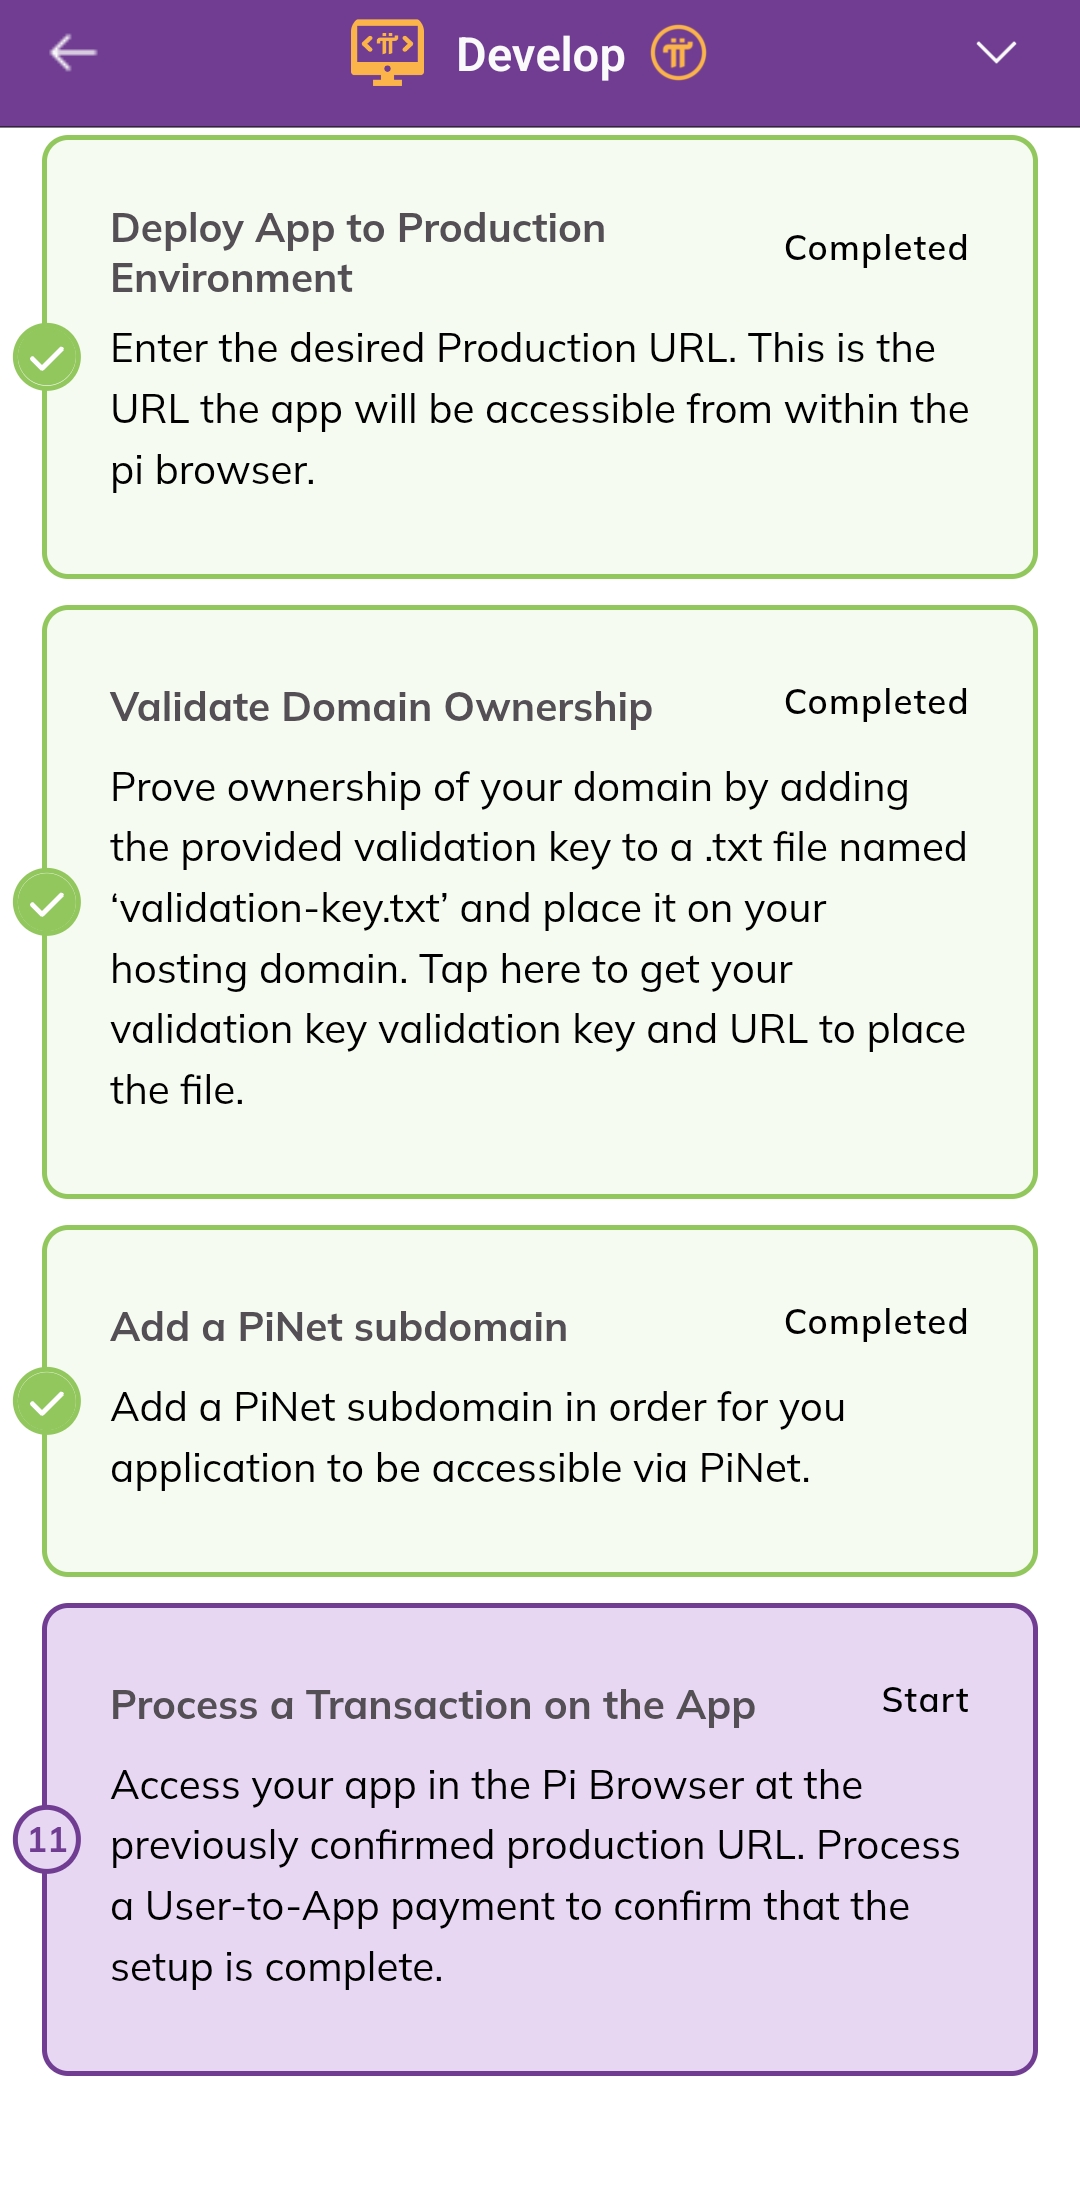 Develop
Deploy App to Production
Environment
Completed
Enter the desired Production URL. This is the
URL the app will be accessible from within the
pi browser.
Validate Domain Ownership
Completed
Prove ownership of your domain by adding
the provided validation key to a .txt file named
‘validation-key.txt’ and place it on your
hosting domain. Tap here to get your
validation key validation key and URL to place
the file.
Add a PiNet subdomain
Completed
Add a PiNet subdomain in order for you
application to be accessible via PiNet.
Process a Transaction on the App
Start
Access your app in the Pi Browser at the
previously confirmed production URL. Process
a User-to-App payment to confirm that the
setup is complete.
11